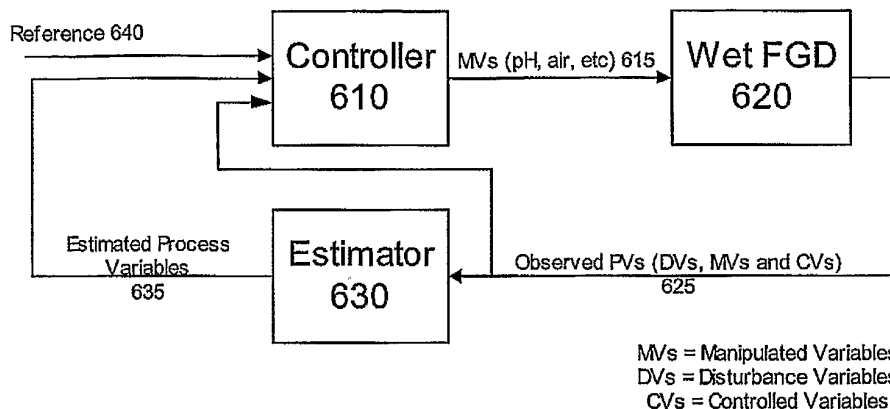 Reference 640
Controller
610
MVs (pH, air, etc) 615
Wet FGD
620
Estimated Process
Variables
635
Estimator
630
Observed PVs (DVs, MVs and CVs)
625
MVs = Manipulated Variables
DVs = Disturbance Variables
CVs = Controlled Variables